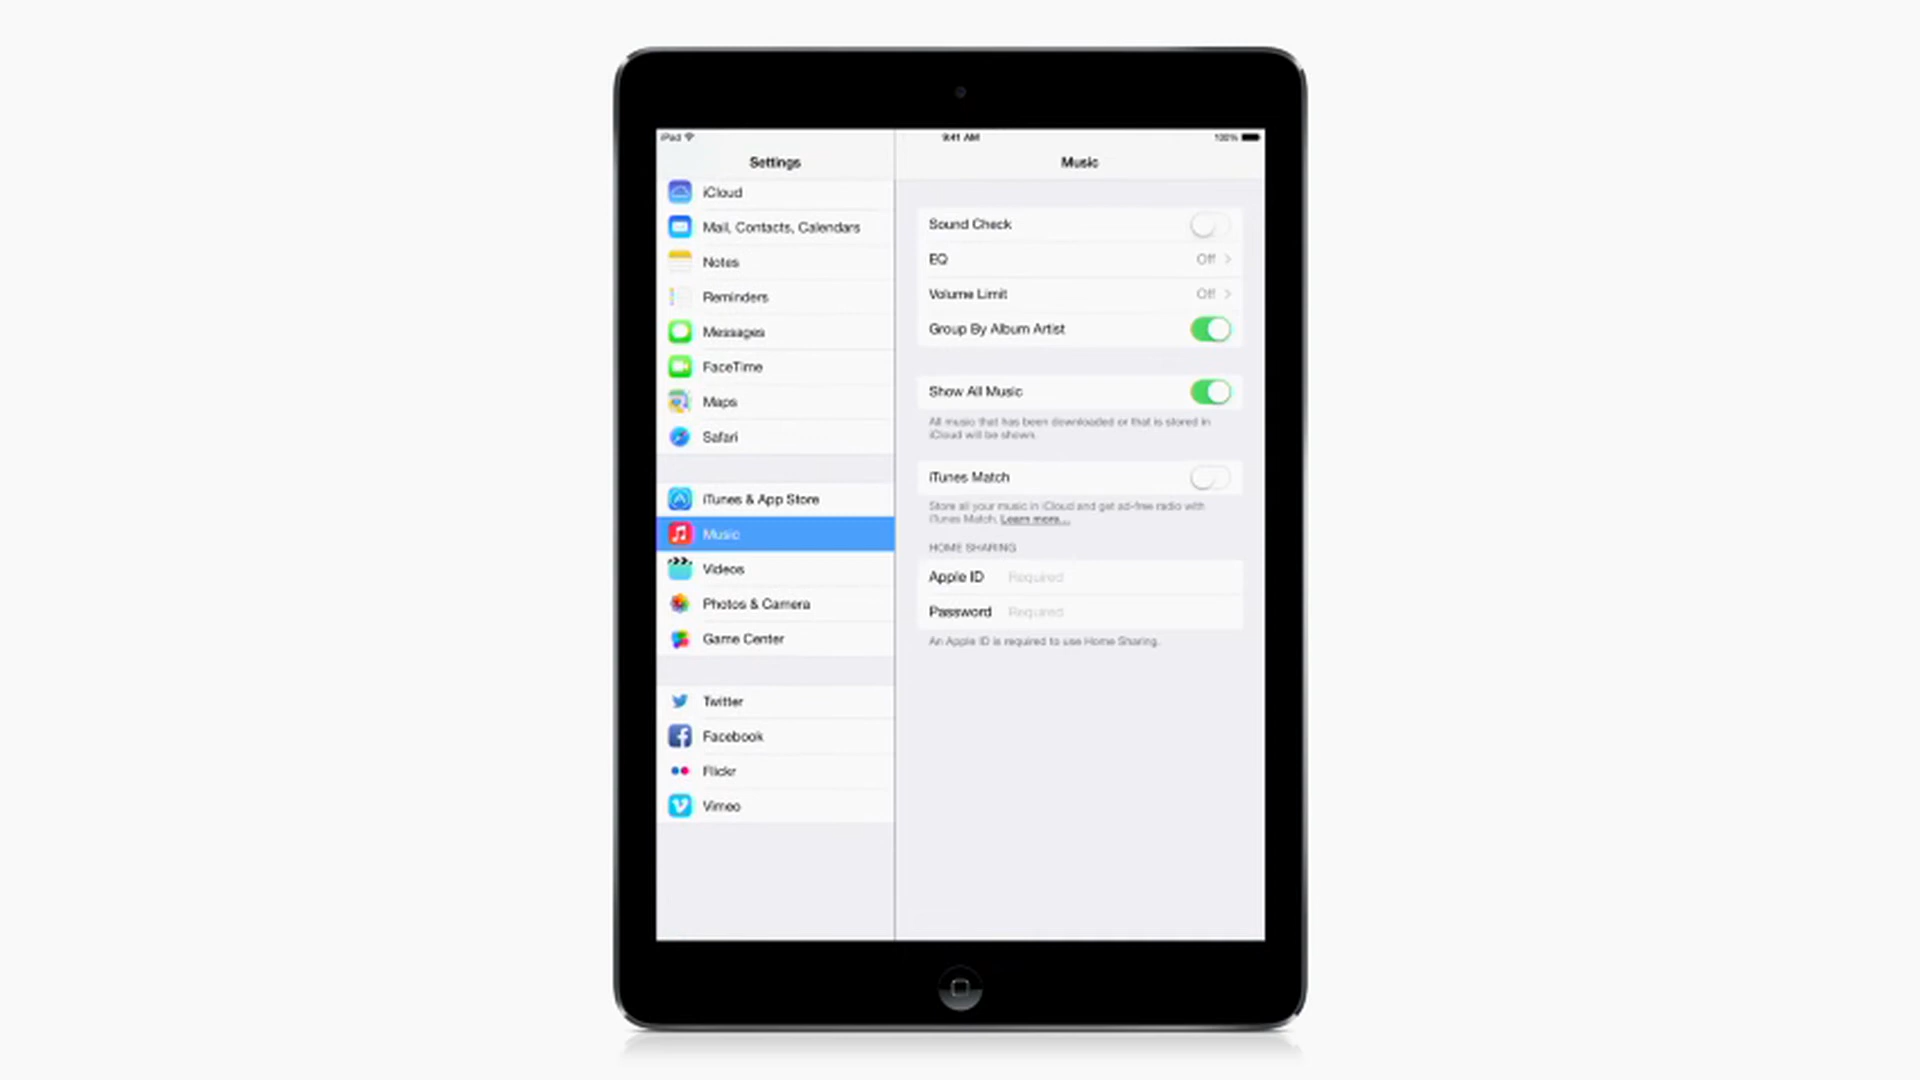 iPad
9:41 AM
100%
Settings
Music
iCloud
Mail, Contacts, Calendars
Notes
Reminders
Messages
FaceTime
Maps
Safari
iTunes & App Store
Music
Videos
Photos & Camera
Game Center
Twitter
Facebook
Flickr
Vimeo
Sound Check
EQ Off
Volume Limit Off
Group By Album Artist
Show All Music
All music that has been downloaded or that is stored in
iCloud will be shown.
iTunes Match
Store all your music in iCloud and get ad-free radio with
iTunes Match. Learn more...
HOME SHARING
Apple ID Required
Password Required
An Apple ID is required to use Home Sharing.